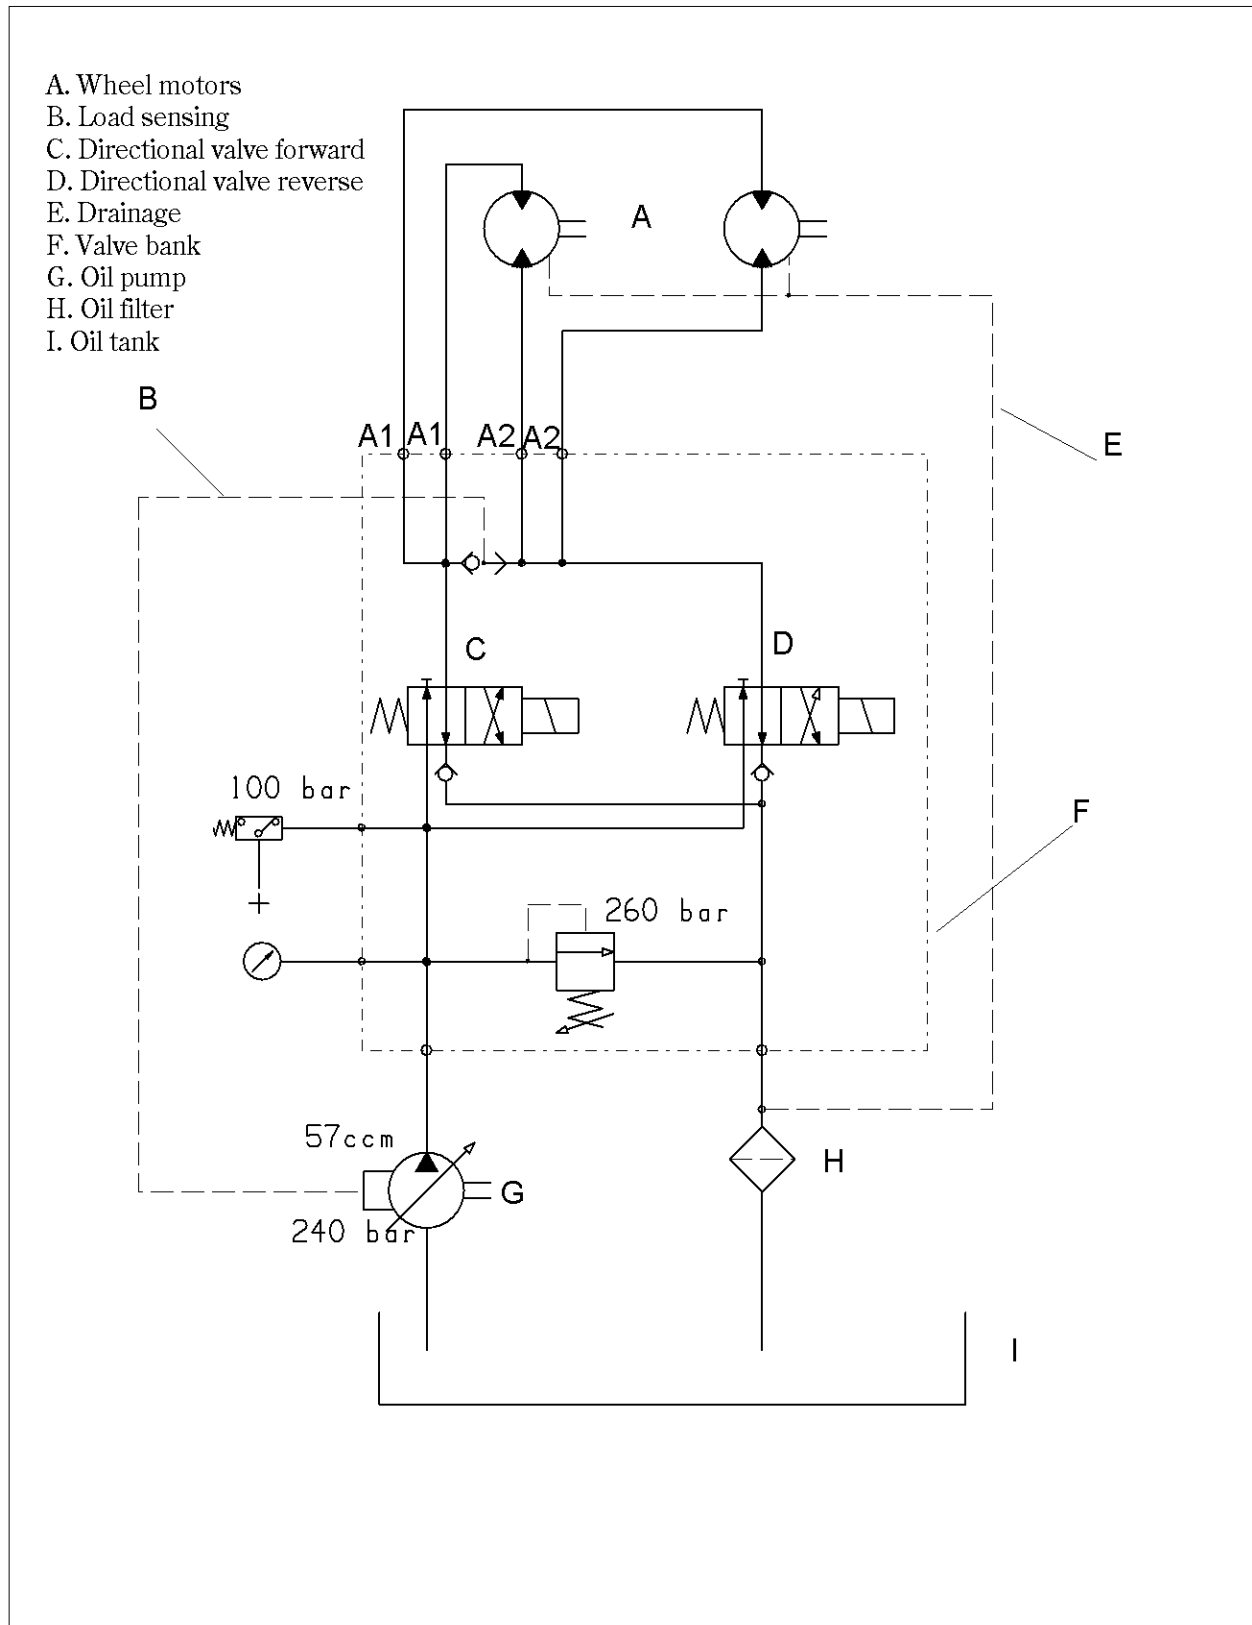 A. Wheel motors
B. Load sensing
C. Directional valve forward
D. Directional valve reverse
E. Drainage
F. Valve bank
G. Oil pump
H. Oil filter
I. Oil tank
A
B
A1 A1 A2 A2
E
C
D
100 bar
F
260 bar
57ccm
H
G
240 bar
I